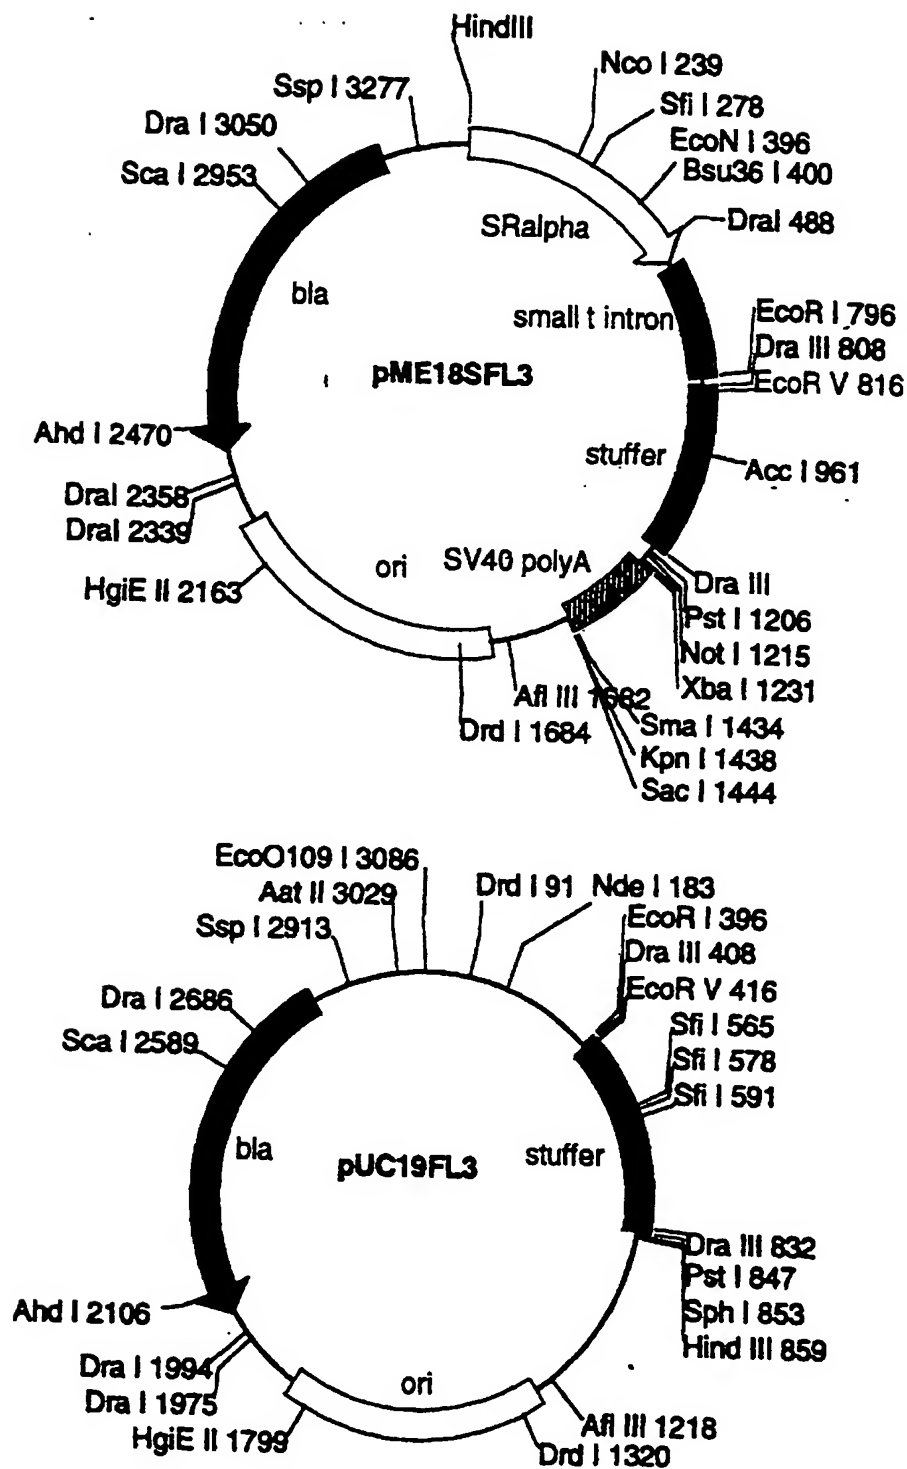 HindIII
Nco I 239
Ssp I 3277
Sfi I 278
Dra I 3050
EcoN I 396
Sca I 2953
Bsu36 I 400
SRalpha
DraI 488
bla
small t intron
EcoR I 796
Dra III 808
pME18SFL3
EcoR V 816
Ahd I 2470
stuffer
Acc I 961
DraI 2358
DraI 2339
ori
SV40 polyA
HgiE II 2163
Dra III
Pst I 1206
Not I 1215
Xba I 1231
Afl III 1682
Drd I 1684
Sma I 1434
Kpn I 1438
Sac I 1444
EcoO109 I 3086
Aat II 3029
Drd I 91
Nde I 183
Ssp I 2913
EcoR I 396
Dra III 408
EcoR V 416
Dra I 2686
Sca I 2589
Sfi I 565
Sfi I 578
Sfi I 591
bla
pUC19FL3
stuffer
Dra III 832
Pst I 847
Sph I 853
Hind III 859
Ahd I 2106
Dra I 1994
Dra I 1975
ori
HgiE II 1799
Afl III 1218
Drd I 1320